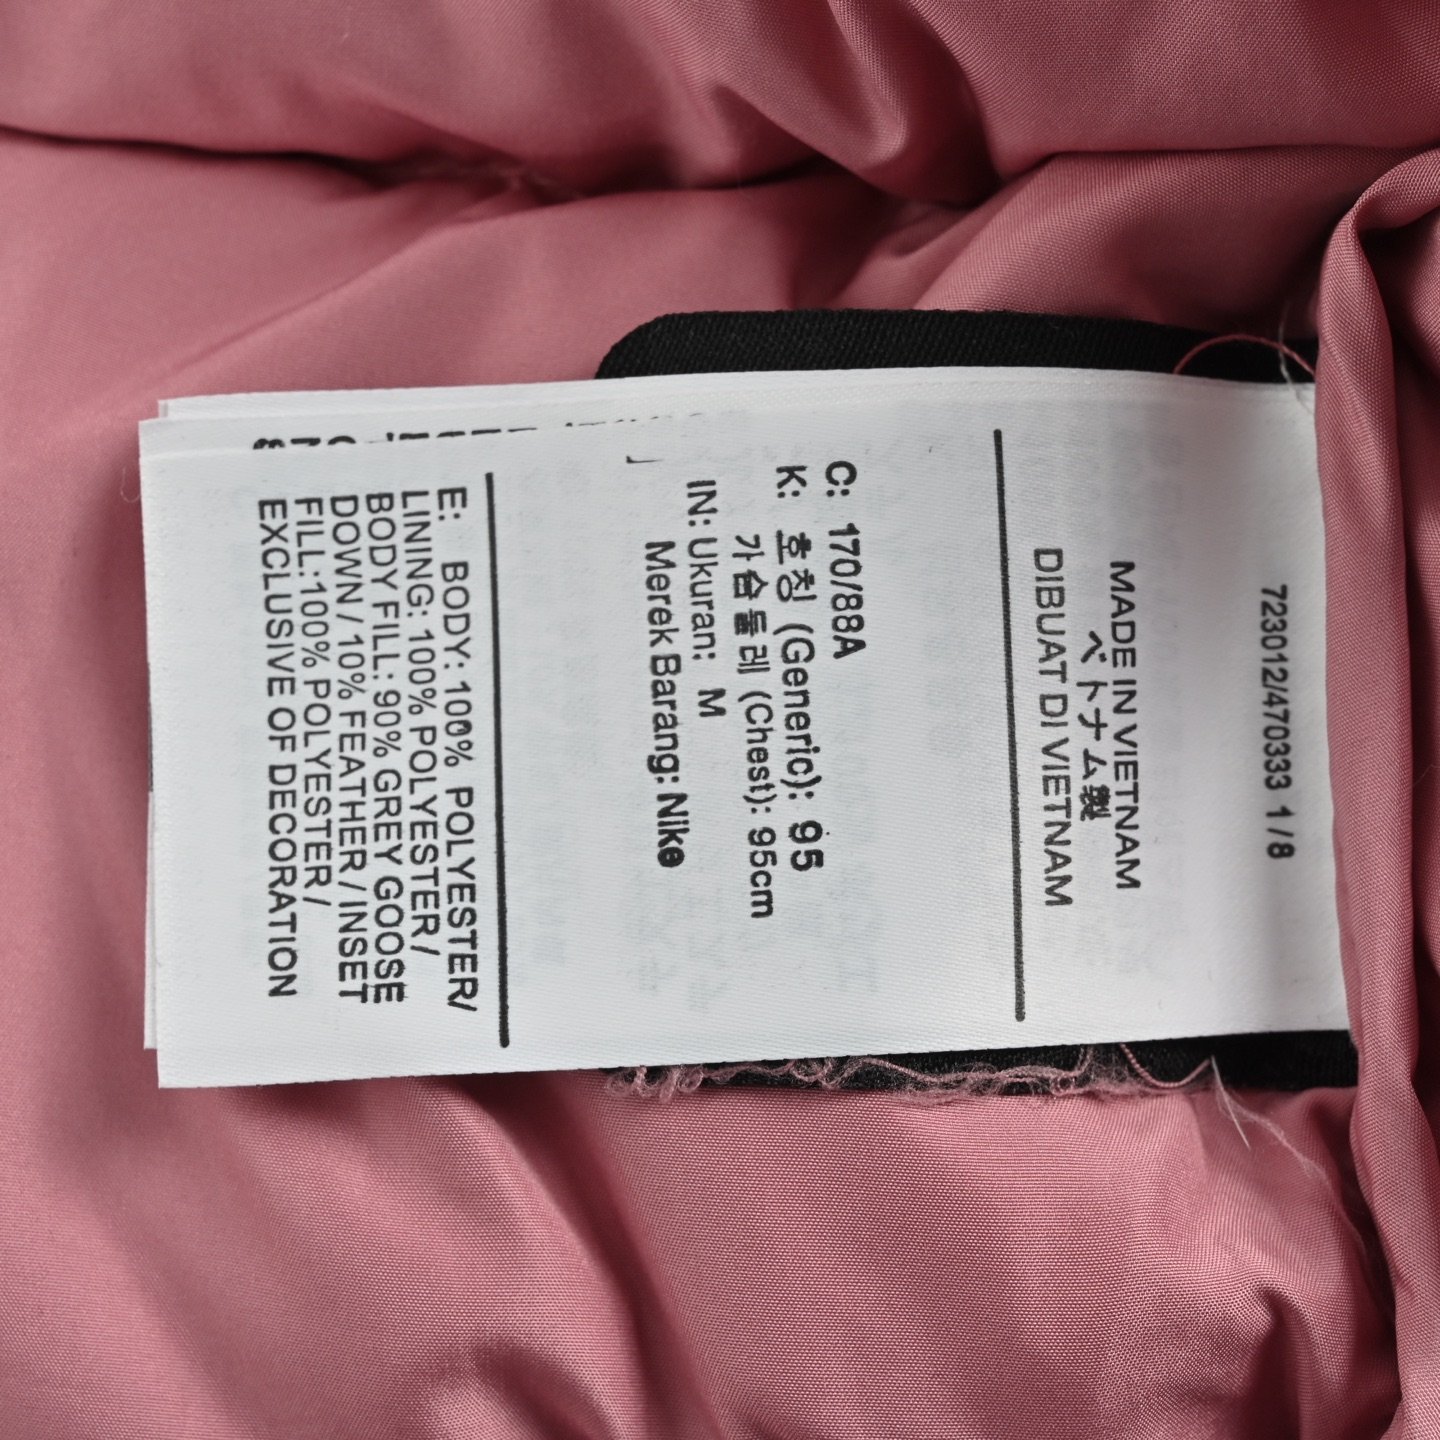 723012/470333 1/8
MADE IN VIETNAM
ベトナム製
DIBUAT DI VIETNAM
C: 170/88A
K: 호칭 (Generic): 95
가슴둘레 (Chest): 95cm
IN: Ukuran: M
Merek Barang: Nike
E: BODY: 100% POLYESTER/
LINING: 100% POLYESTER/
BODY FILL: 90% GREY GOOSE
DOWN / 10% FEATHER / INSET
FILL: 100% POLYESTER /
EXCLUSIVE OF DECORATION